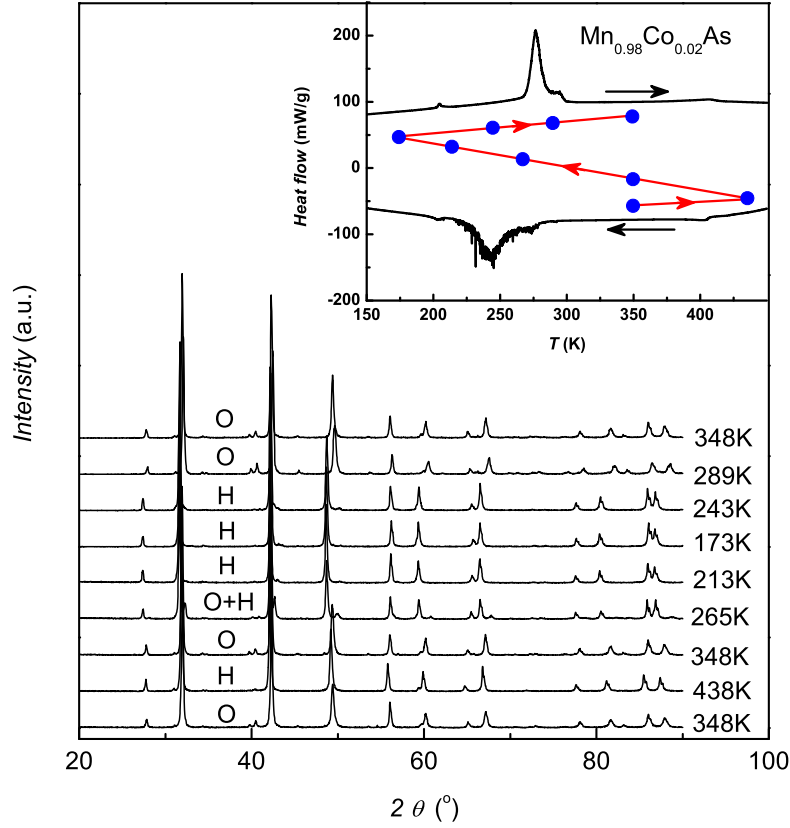 Mn0.98Co0.02As
Heat flow (mW/g)
200
100
0
-100
-200
150 200 250 300 350 400
T (K)
Intensity (a.u.)
O 348K
O 289K
H 243K
H 173K
H 213K
O+H 265K
O 348K
H 438K
O 348K
20 40 60 80 100
2 θ (o)